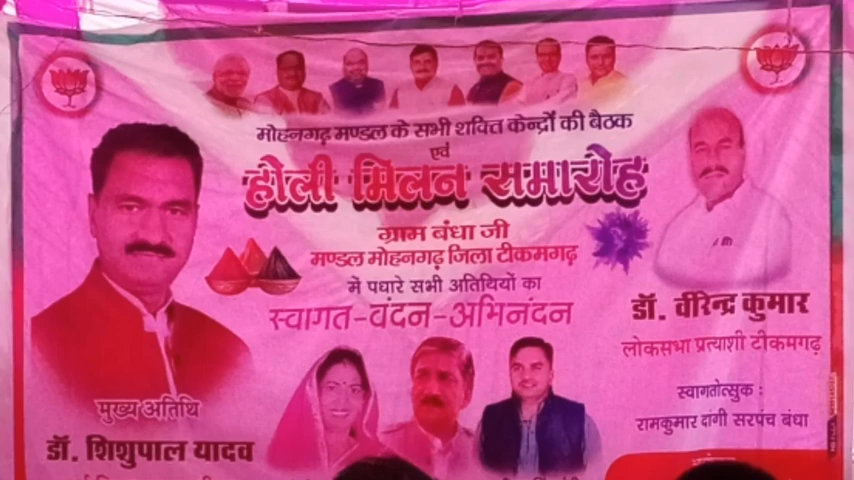 मोहनगढ़ मण्डल के सभी शक्ति केन्द्रों की बैठक
एवं
होली मिलन समारोह
ग्राम बंधा जी
मण्डल मोहनगढ़ जिला टीकमगढ़
में पधारे सभी अतिथियों का
स्वागत-वंदन-अभिनंदन
डॉ. वीरेन्द्र कुमार
लोकसभा प्रत्याशी टीकमगढ़
स्वागतोत्सुक :
रामकुमार दांगी सरपंच बंधा
मुख्य अतिथि
डॉ. शिशुपाल यादव